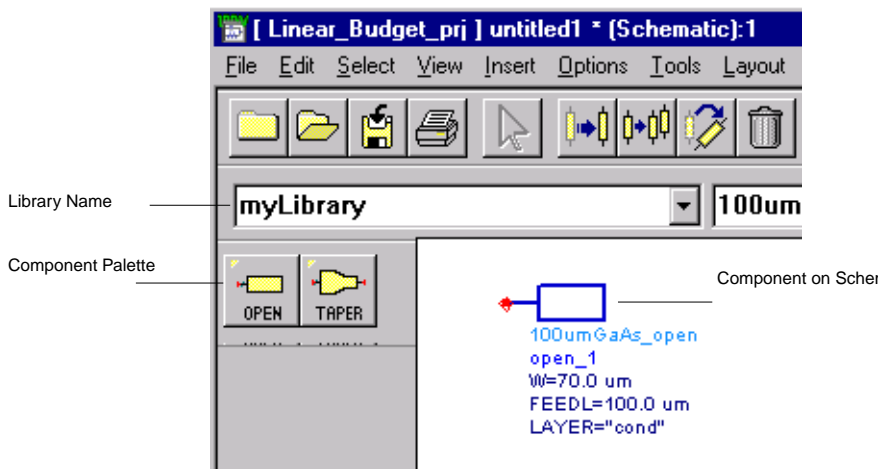 [ Linear_Budget_prj ] untitled1 * (Schematic):1
File Edit Select View Insert Options Tools Layout
Library Name
myLibrary
100um
Component Palette
OPEN
TAPER
Component on Scher
100umGaAs_open
open_1
W=70.0 um
FEEDL=100.0 um
LAYER="cond"